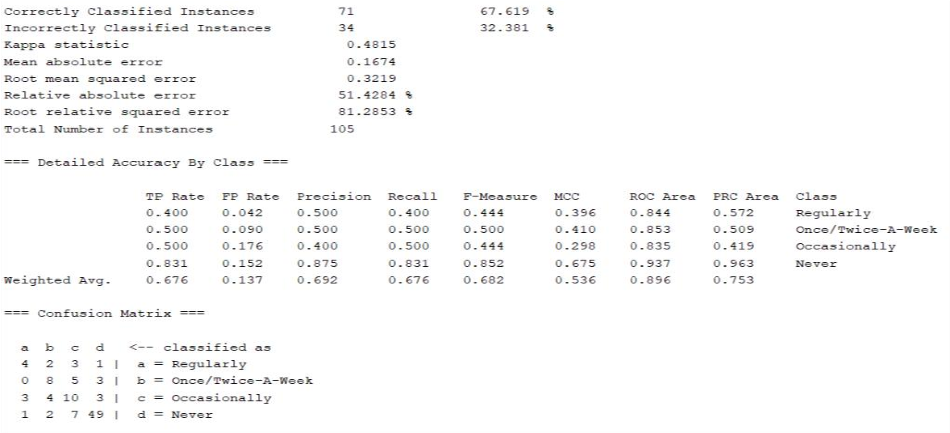 Correctly Classified Instances 71 67.619 %
Incorrectly Classified Instances 34 32.381 %
Kappa statistic 0.4815
Mean absolute error 0.1674
Root mean squared error 0.3219
Relative absolute error 51.4284 %
Root relative squared error 81.2853 %
Total Number of Instances 105
=== Detailed Accuracy By Class ===
TP Rate FP Rate Precision Recall F-Measure MCC ROC Area PRC Area Class
0.400 0.042 0.500 0.400 0.444 0.396 0.844 0.572 Regularly
0.500 0.090 0.500 0.500 0.500 0.410 0.853 0.509 Once/Twice-A-Week
0.500 0.176 0.400 0.500 0.444 0.298 0.835 0.419 Occasionally
0.831 0.152 0.875 0.831 0.852 0.675 0.937 0.963 Never
Weighted Avg. 0.676 0.137 0.692 0.676 0.682 0.536 0.896 0.753
=== Confusion Matrix ===
a b c d <-- classified as
4 2 3 1 | a = Regularly
0 8 5 3 | b = Once/Twice-A-Week
3 4 10 3 | c = Occasionally
1 2 7 49 | d = Never